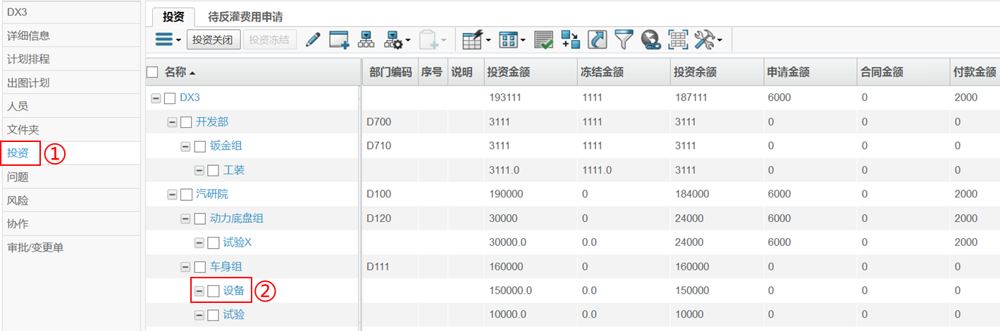 DX3
详细信息
计划排程
出图计划
人员
文件夹
投资 ①
问题
风险
协作
审批/变更单
投资 待反灌费用申请
投资关闭 投资冻结
名称 部门编码 序号 说明 投资金额 冻结金额 投资余额 申请金额 合同金额 付款金额
DX3 193111 1111 187111 6000 0 2000
开发部 D700 3111 1111 3111 0 0 0
钣金组 D710 3111 1111 3111 0 0 0
工装 3111.0 1111.0 3111 0 0 0
汽研院 D100 190000 0 184000 6000 0 2000
动力底盘组 D120 30000 0 24000 6000 0 2000
试验X 30000.0 0.0 24000 6000 0 2000
车身组 D111 160000 0 160000 0 0 0
设备 ② 150000.0 0.0 150000 0 0 0
试验 10000.0 0.0 10000 0 0 0